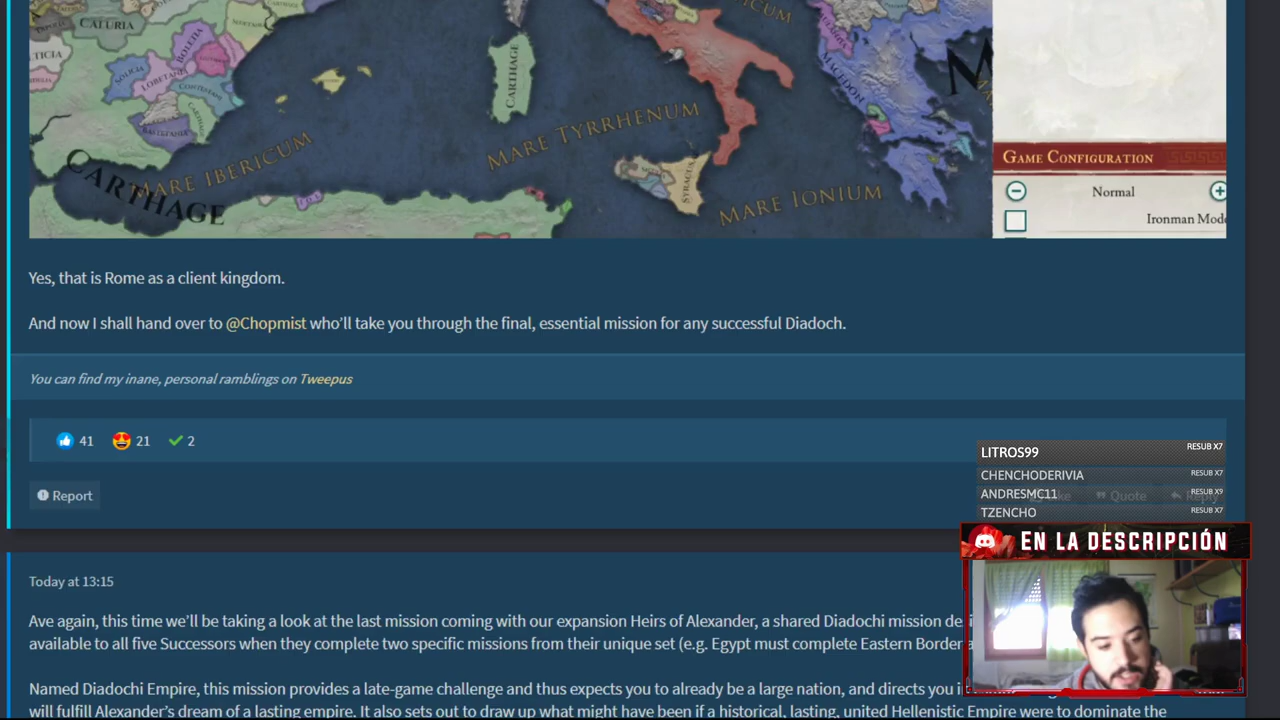 CALURIA
LETICIA
BOLEDA
LOBETANIA
CONTESTANI
CARTHAGE
CARTHAGE
MARE IBERICUM
MARE TYRRHENUM
SYRACUSE
MARE IONIUM
MACEDON
GAME CONFIGURATION
Normal
Ironman Mode
Yes, that is Rome as a client kingdom.
And now I shall hand over to @Chopmist who'll take you through the final, essential mission for any successful Diadoch.
You can find my inane, personal ramblings on Tweepus
41 21 2
Report
Like Quote Reply
LITROS99 RESUB X7
CHENCHODERIVIA RESUB X7
ANDRESMC11 RESUB X9
TZENCHO RESUB X7
EN LA DESCRIPCIÓN
Today at 13:15
Ave again, this time we'll be taking a look at the last mission coming with our expansion Heirs of Alexander, a shared Diadochi mission
available to all five Successors when they complete two specific missions from their unique set (e.g. Egypt must complete Eastern Border
Named Diadochi Empire, this mission provides a late-game challenge and thus expects you to already be a large nation, and directs you
will fulfill Alexander's dream of a lasting empire. It also sets out to draw up what might have been if a historical, lasting, united Hellenistic Empire were to dominate the